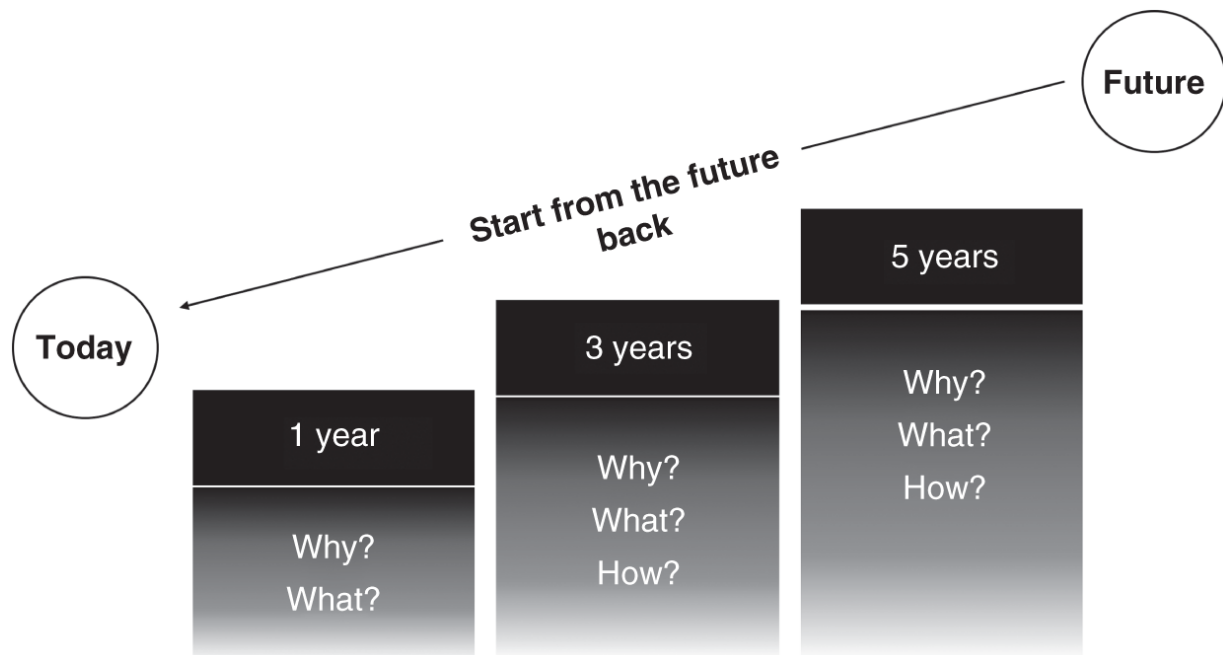 Future
Start from the future
back
Today
1 year
Why?
What?
3 years
Why?
What?
How?
5 years
Why?
What?
How?